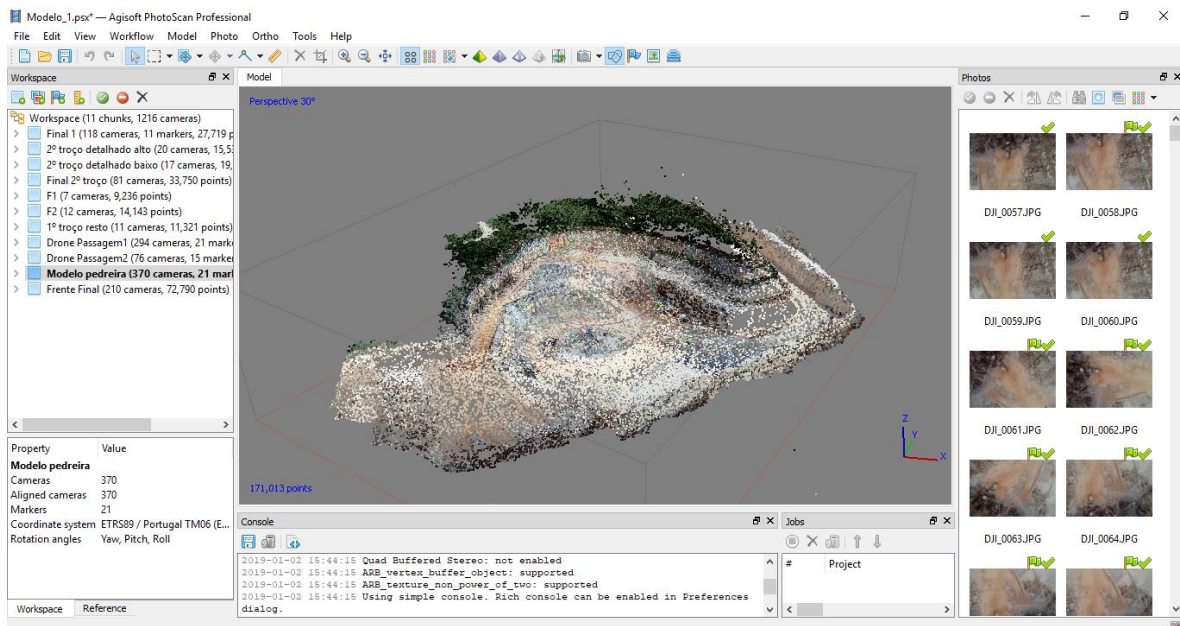 Modelo_1.psx* — Agisoft PhotoScan Professional
File Edit View Workflow Model Photo Ortho Tools Help
Workspace
Workspace (11 chunks, 1216 cameras)
Final 1 (118 cameras, 11 markers, 27,719 p
2º troço detalhado alto (20 cameras, 15,5
2º troço detalhado baixo (17 cameras, 19,
Final 2º troço (81 cameras, 33,750 points)
F1 (7 cameras, 9,236 points)
F2 (12 cameras, 14,143 points)
1º troço resto (11 cameras, 11,321 points)
Drone Passagem1 (294 cameras, 21 mark
Drone Passagem2 (76 cameras, 15 marke
Modelo pedreira (370 cameras, 21 mar
Frente Final (210 cameras, 72,790 points)
Property Value
Modelo pedreira
Cameras 370
Aligned cameras 370
Markers 21
Coordinate system ETRS89 / Portugal TM06 (E...
Rotation angles Yaw, Pitch, Roll
Workspace Reference
Model
Perspective 30°
Z
Y
X
171,013 points
Console
2019-01-02 15:44:15 Quad Buffered Stereo: not enabled
2019-01-02 15:44:15 ARB_vertex_buffer_object: supported
2019-01-02 15:44:15 ARB_texture_non_power_of_two: supported
2019-01-02 15:44:15 Using simple console. Rich console can be enabled in Preferences
dialog.
Jobs
# Project
Photos
DJI_0057.JPG DJI_0058.JPG
DJI_0059.JPG DJI_0060.JPG
DJI_0061.JPG DJI_0062.JPG
DJI_0063.JPG DJI_0064.JPG